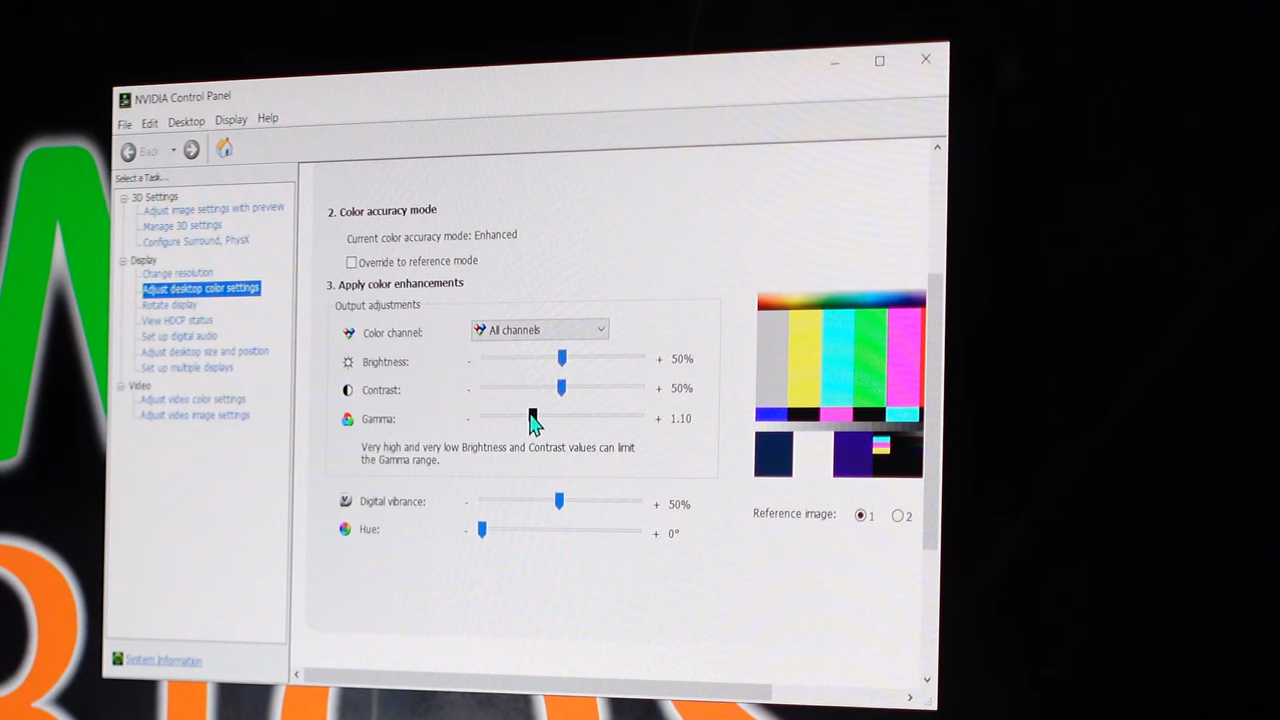 NVIDIA Control Panel
File Edit Desktop Display Help
Back
Select a Task...
3D Settings
Adjust image settings with preview
Manage 3D settings
Configure Surround, PhysX
Display
Change resolution
Adjust desktop color settings
Rotate display
View HDCP status
Set up digital audio
Adjust desktop size and position
Set up multiple displays
Video
Adjust video color settings
Adjust video image settings
System Information
2. Color accuracy mode
Current color accuracy mode: Enhanced
Override to reference mode
3. Apply color enhancements
Output adjustments
Color channel: All channels
Brightness: - + 50%
Contrast: - + 50%
Gamma: - + 1.10
Very high and very low Brightness and Contrast values can limit
the Gamma range.
Digital vibrance: - + 50%
Hue: - + 0°
Reference image: 1 2